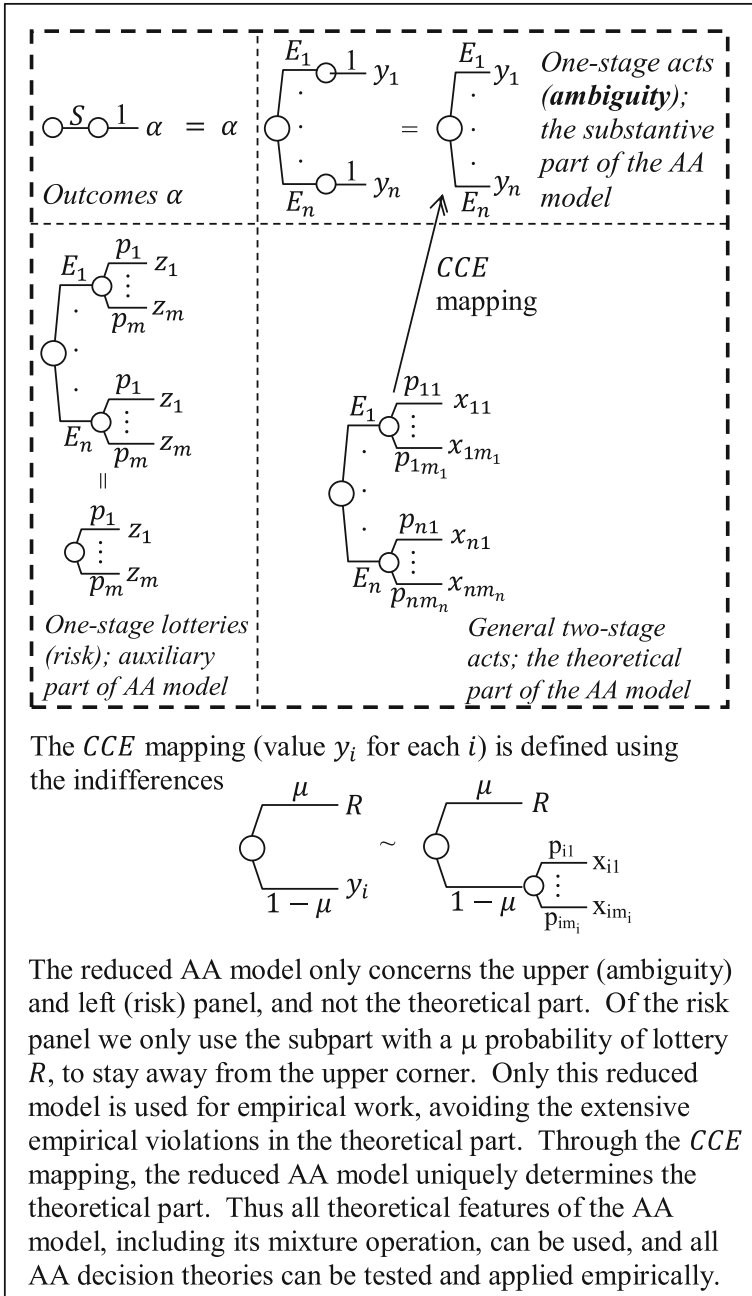 S 1 α = α
Outcomes α
E₁ 1 y₁
Eₙ 1 yₙ
=
E₁ y₁
Eₙ yₙ
One-stage acts
(ambiguity);
the substantive
part of the AA
model
E₁ p₁ z₁
pₘ zₘ
p₁ z₁
Eₙ pₘ zₘ
=
p₁ z₁
pₘ zₘ
One-stage lotteries
(risk); auxiliary
part of AA model
CCE
mapping
E₁ p₁₁ x₁₁
p₁ₘ₁ x₁ₘ₁
pₙ₁ xₙ₁
Eₙ pₙₘₙ xₙₘₙ
General two-stage
acts; the theoretical
part of the AA model
The CCE mapping (value yᵢ for each i) is defined using
the indifferences
μ R
1 − μ yᵢ
~
μ R
1 − μ pᵢ₁ xᵢ₁
pᵢₘᵢ xᵢₘᵢ
The reduced AA model only concerns the upper (ambiguity)
and left (risk) panel, and not the theoretical part. Of the risk
panel we only use the subpart with a μ probability of lottery
R, to stay away from the upper corner. Only this reduced
model is used for empirical work, avoiding the extensive
empirical violations in the theoretical part. Through the CCE
mapping, the reduced AA model uniquely determines the
theoretical part. Thus all theoretical features of the AA
model, including its mixture operation, can be used, and all
AA decision theories can be tested and applied empirically.